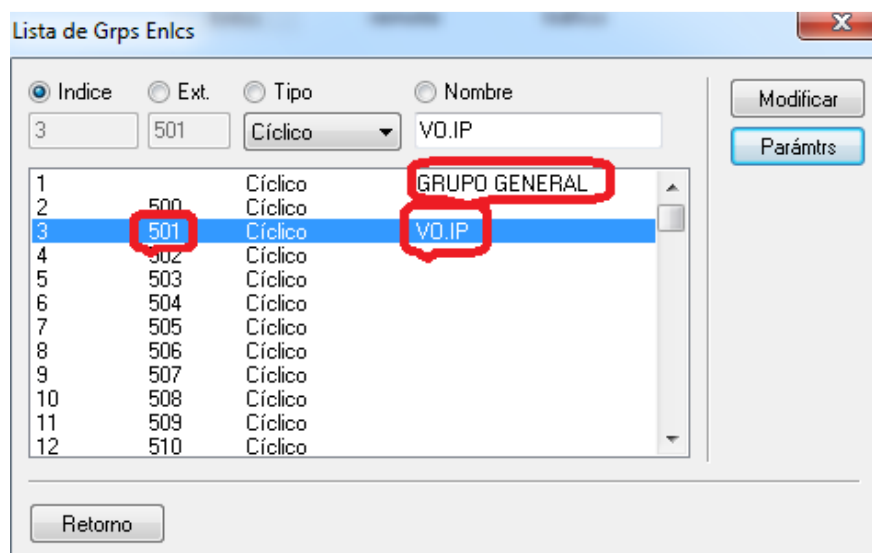 Lista de Grps Enlcs
Indice Ext. Tipo Nombre
3 501 Cíclico VO.IP
Modificar
Parámtrs
1 Cíclico GRUPO GENERAL
2 500 Cíclico
3 501 Cíclico VO.IP
4 502 Cíclico
5 503 Cíclico
6 504 Cíclico
7 505 Cíclico
8 506 Cíclico
9 507 Cíclico
10 508 Cíclico
11 509 Cíclico
12 510 Cíclico
Retorno